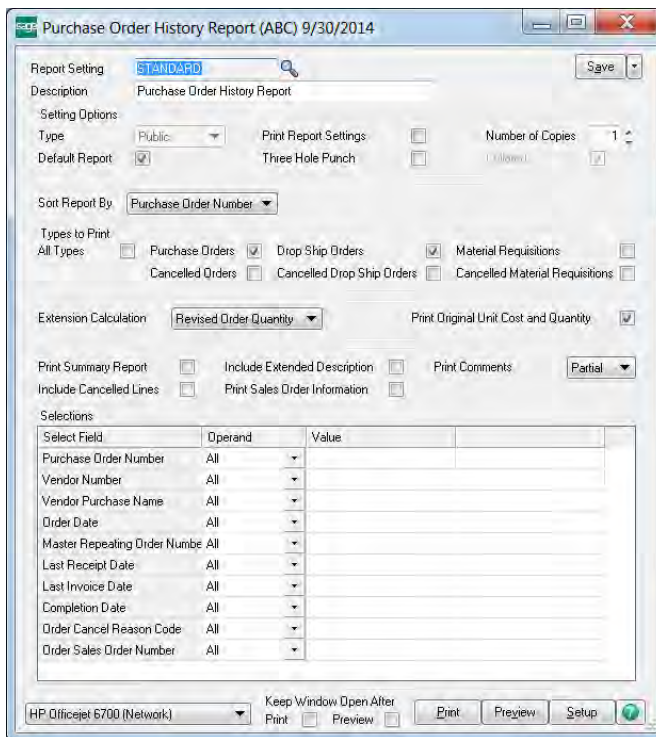 sage Purchase Order History Report (ABC) 9/30/2014
Report Setting STANDARD Save
Description Purchase Order History Report
Setting Options
Type Public Print Report Settings Number of Copies 1
Default Report Three Hole Punch Collated
Sort Report By Purchase Order Number
Types to Print
All Types Purchase Orders Drop Ship Orders Material Requisitions
Cancelled Orders Cancelled Drop Ship Orders Cancelled Material Requisitions
Extension Calculation Revised Order Quantity Print Original Unit Cost and Quantity
Print Summary Report Include Extended Description Print Comments Partial
Include Cancelled Lines Print Sales Order Information
Selections
Select Field Operand Value
Purchase Order Number All
Vendor Number All
Vendor Purchase Name All
Order Date All
Master Repeating Order Numbe All
Last Receipt Date All
Last Invoice Date All
Completion Date All
Order Cancel Reason Code All
Order Sales Order Number All
Keep Window Open After
HP Officejet 6700 (Network) Print Preview Print Preview Setup